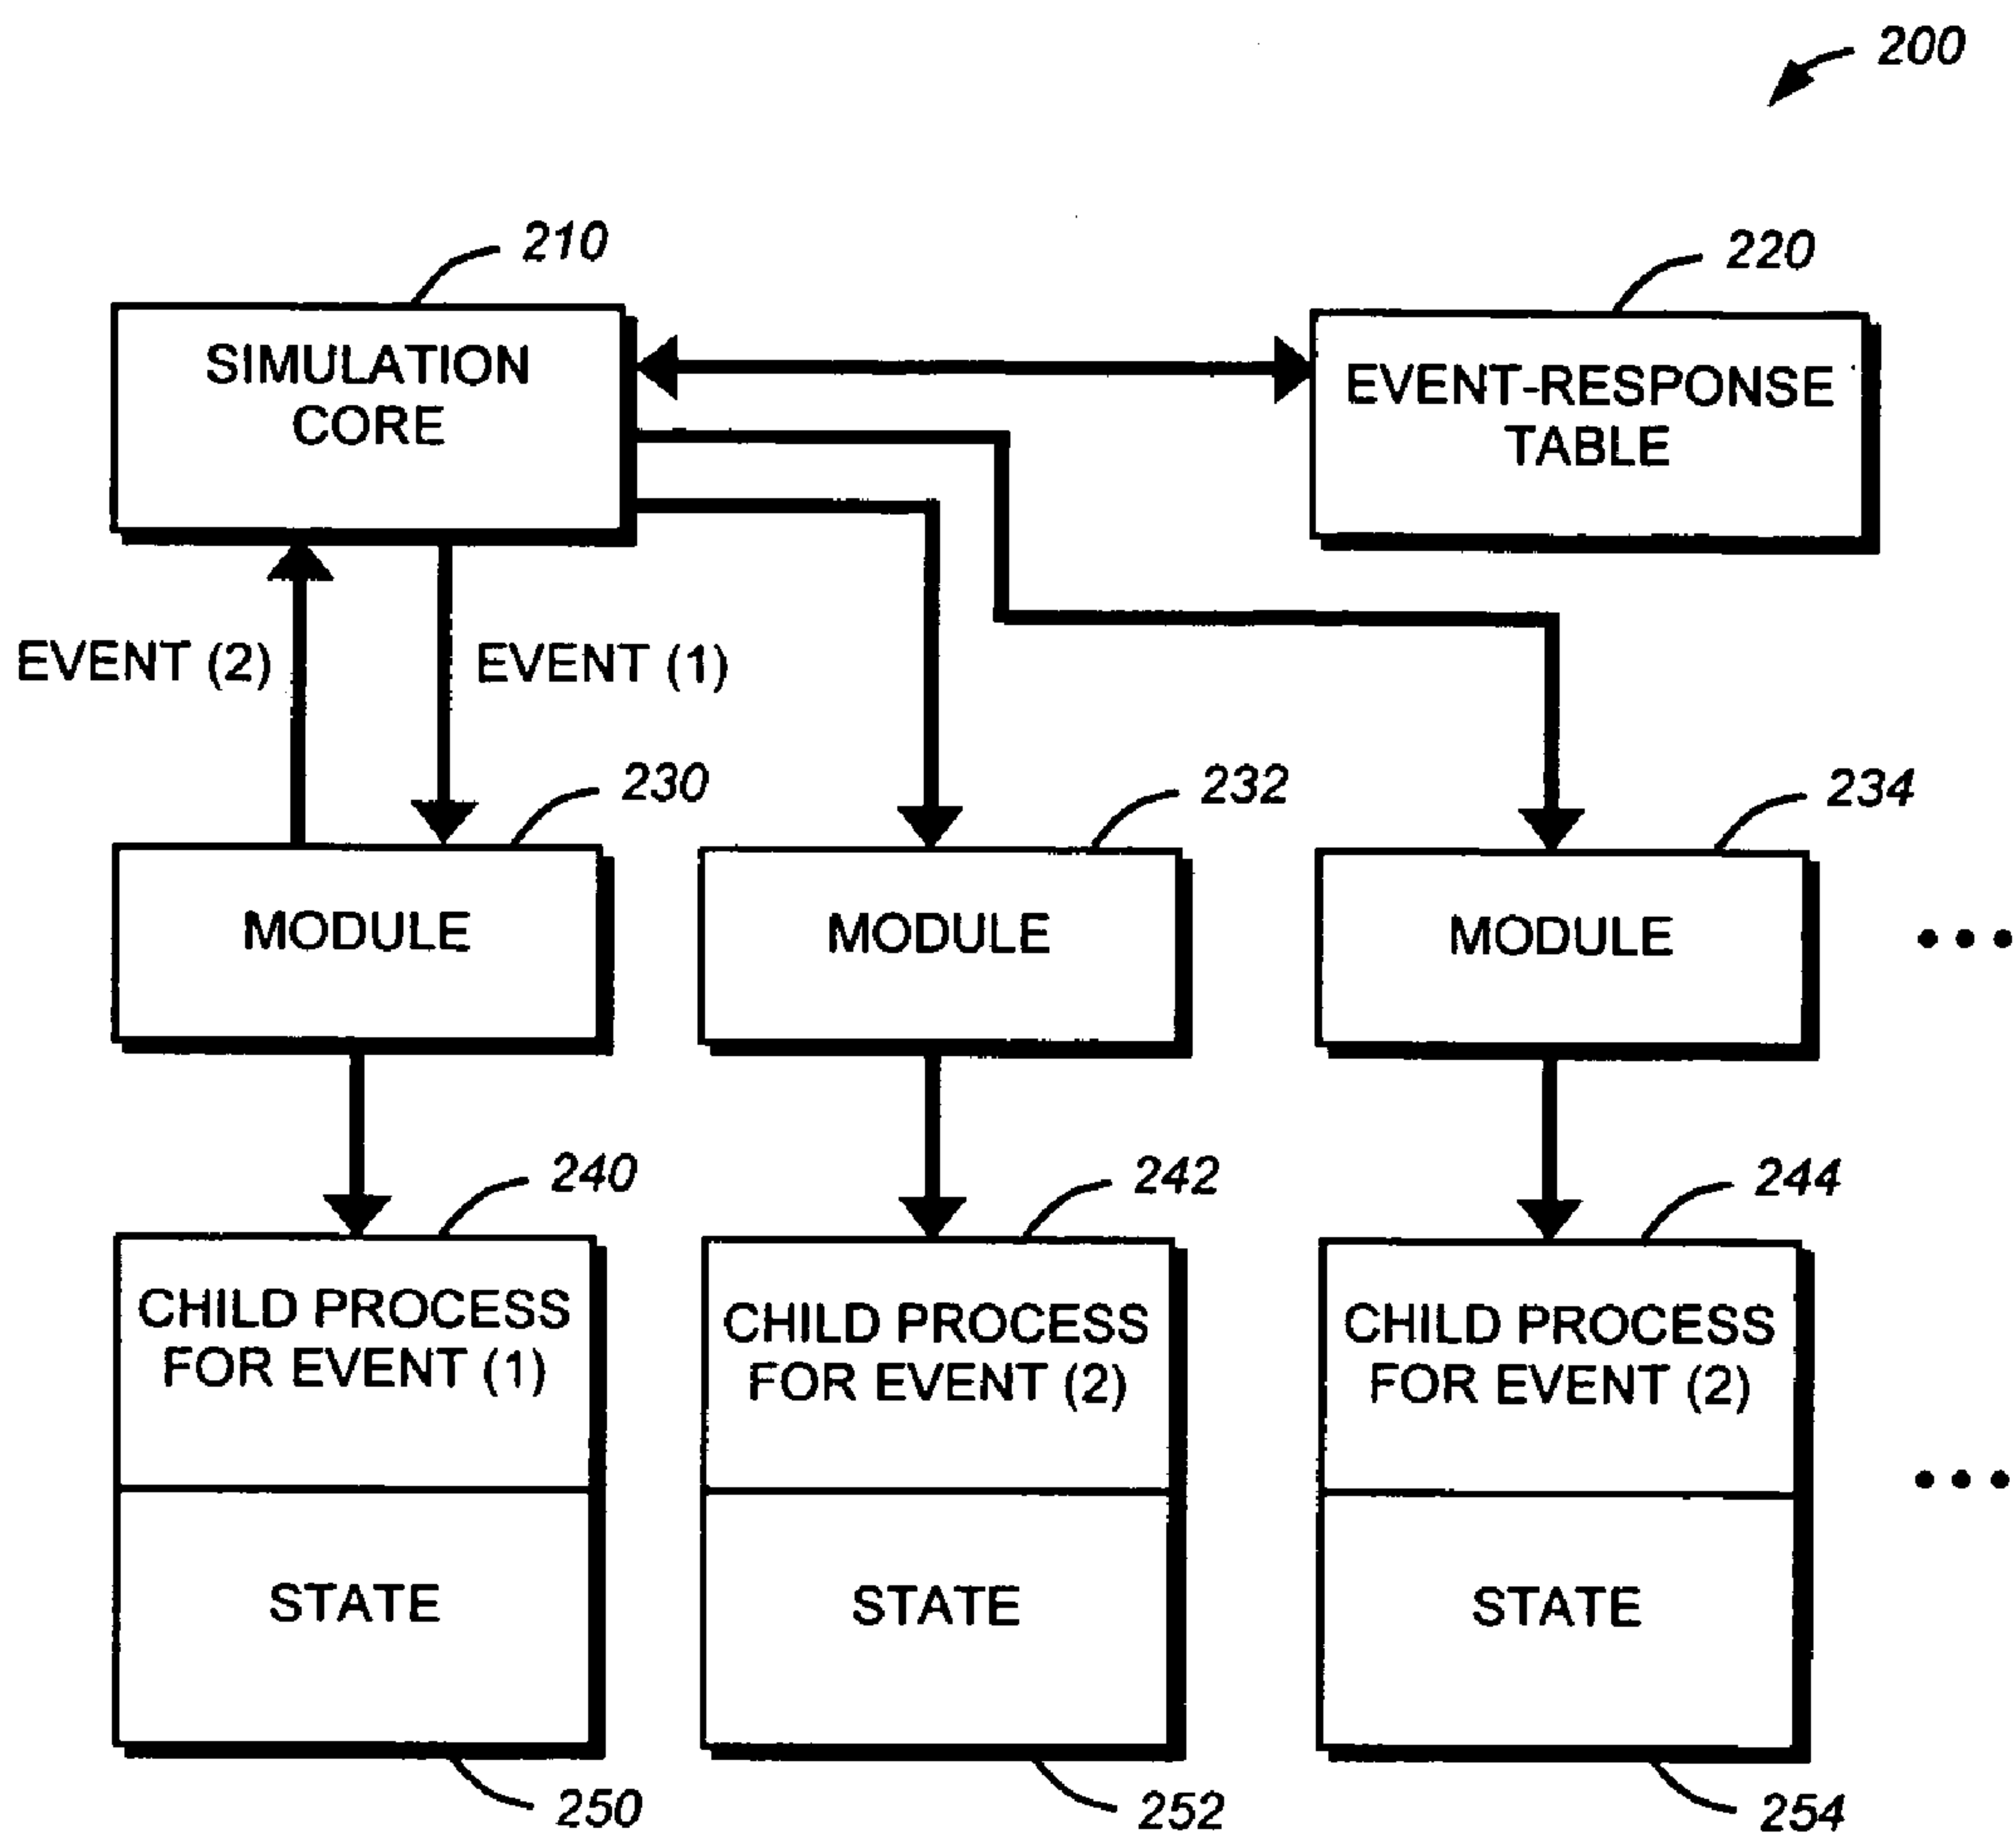 200
210
220
SIMULATION
CORE
EVENT-RESPONSE
TABLE
EVENT (2)
EVENT (1)
230
232
234
MODULE
MODULE
MODULE
240
242
244
CHILD PROCESS
FOR EVENT (1)
CHILD PROCESS
FOR EVENT (2)
CHILD PROCESS
FOR EVENT (2)
STATE
STATE
STATE
250
252
254